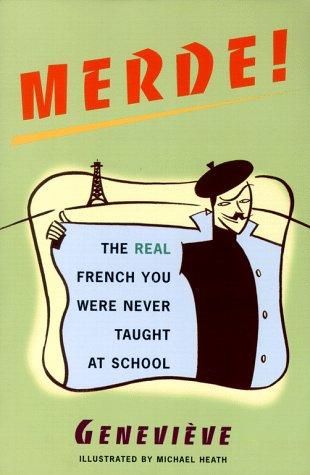 MERDE!
THE REAL
FRENCH YOU
WERE NEVER
TAUGHT
AT SCHOOL
GENEVIÈVE
ILLUSTRATED BY MICHAEL HEATH